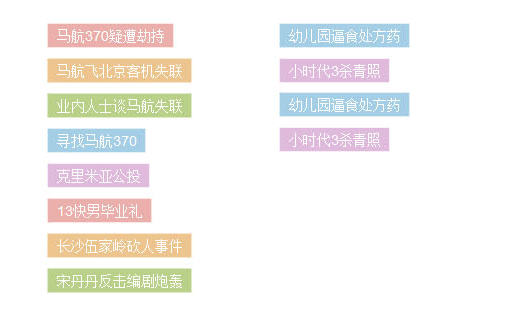 马航370疑遭劫持
马航飞北京客机失联
业内人士谈马航失联
寻找马航370
克里米亚公投
13快男毕业礼
长沙伍家岭砍人事件
宋丹丹反击编剧炮轰
幼儿园逼食处方药
小时代3杀青照
幼儿园逼食处方药
小时代3杀青照